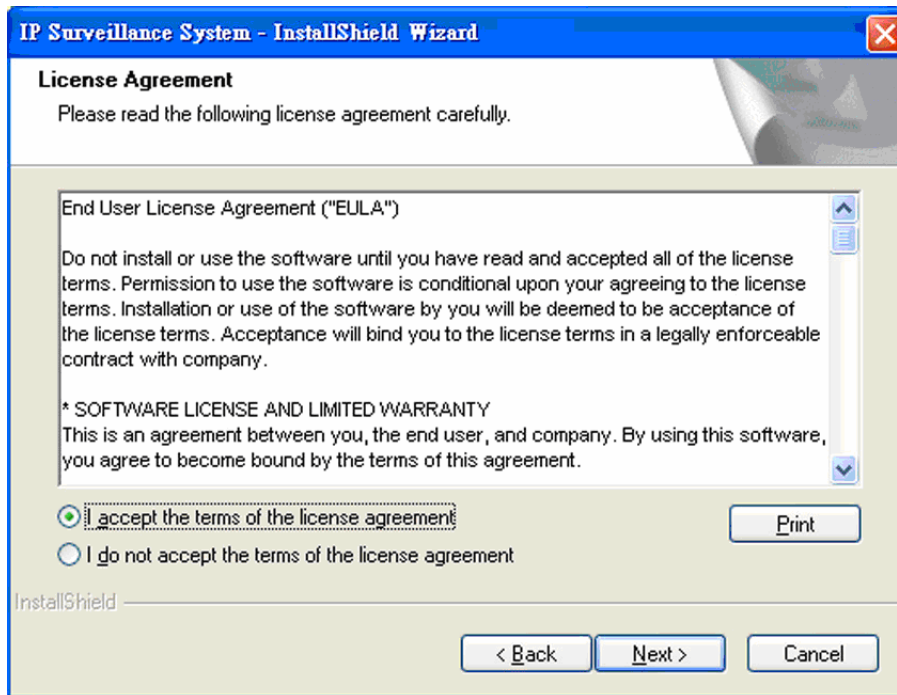 IP Surveillance System - InstallShield Wizard
License Agreement
Please read the following license agreement carefully.
End User License Agreement ("EULA")
Do not install or use the software until you have read and accepted all of the license
terms. Permission to use the software is conditional upon your agreeing to the license
terms. Installation or use of the software by you will be deemed to be acceptance of
the license terms. Acceptance will bind you to the license terms in a legally enforceable
contract with company.
* SOFTWARE LICENSE AND LIMITED WARRANTY
This is an agreement between you, the end user, and company. By using this software,
you agree to become bound by the terms of this agreement.
I accept the terms of the license agreement
Print
I do not accept the terms of the license agreement
InstallShield
< Back
Next >
Cancel